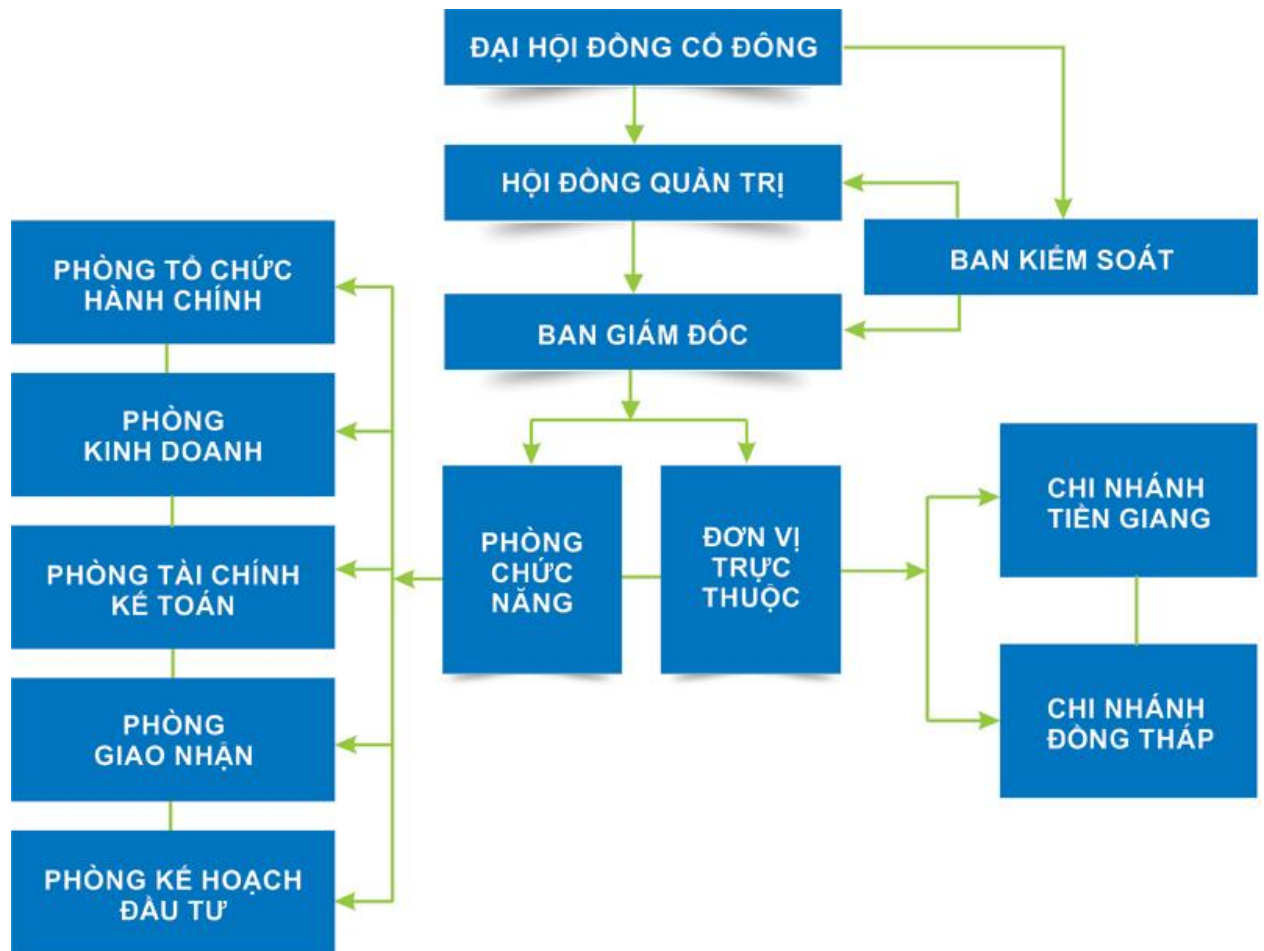 ĐẠI HỘI ĐỒNG CỔ ĐÔNG
HỘI ĐỒNG QUẢN TRỊ
BAN KIỂM SOÁT
BAN GIÁM ĐỐC
PHÒNG TỔ CHỨC
HÀNH CHÍNH
PHÒNG
KINH DOANH
PHÒNG TÀI CHÍNH
KẾ TOÁN
PHÒNG
GIAO NHẬN
PHÒNG KẾ HOẠCH
ĐẦU TƯ
PHÒNG
CHỨC
NĂNG
ĐƠN VỊ
TRỰC
THUỘC
CHI NHÁNH
TIỀN GIANG
CHI NHÁNH
ĐỒNG THÁP